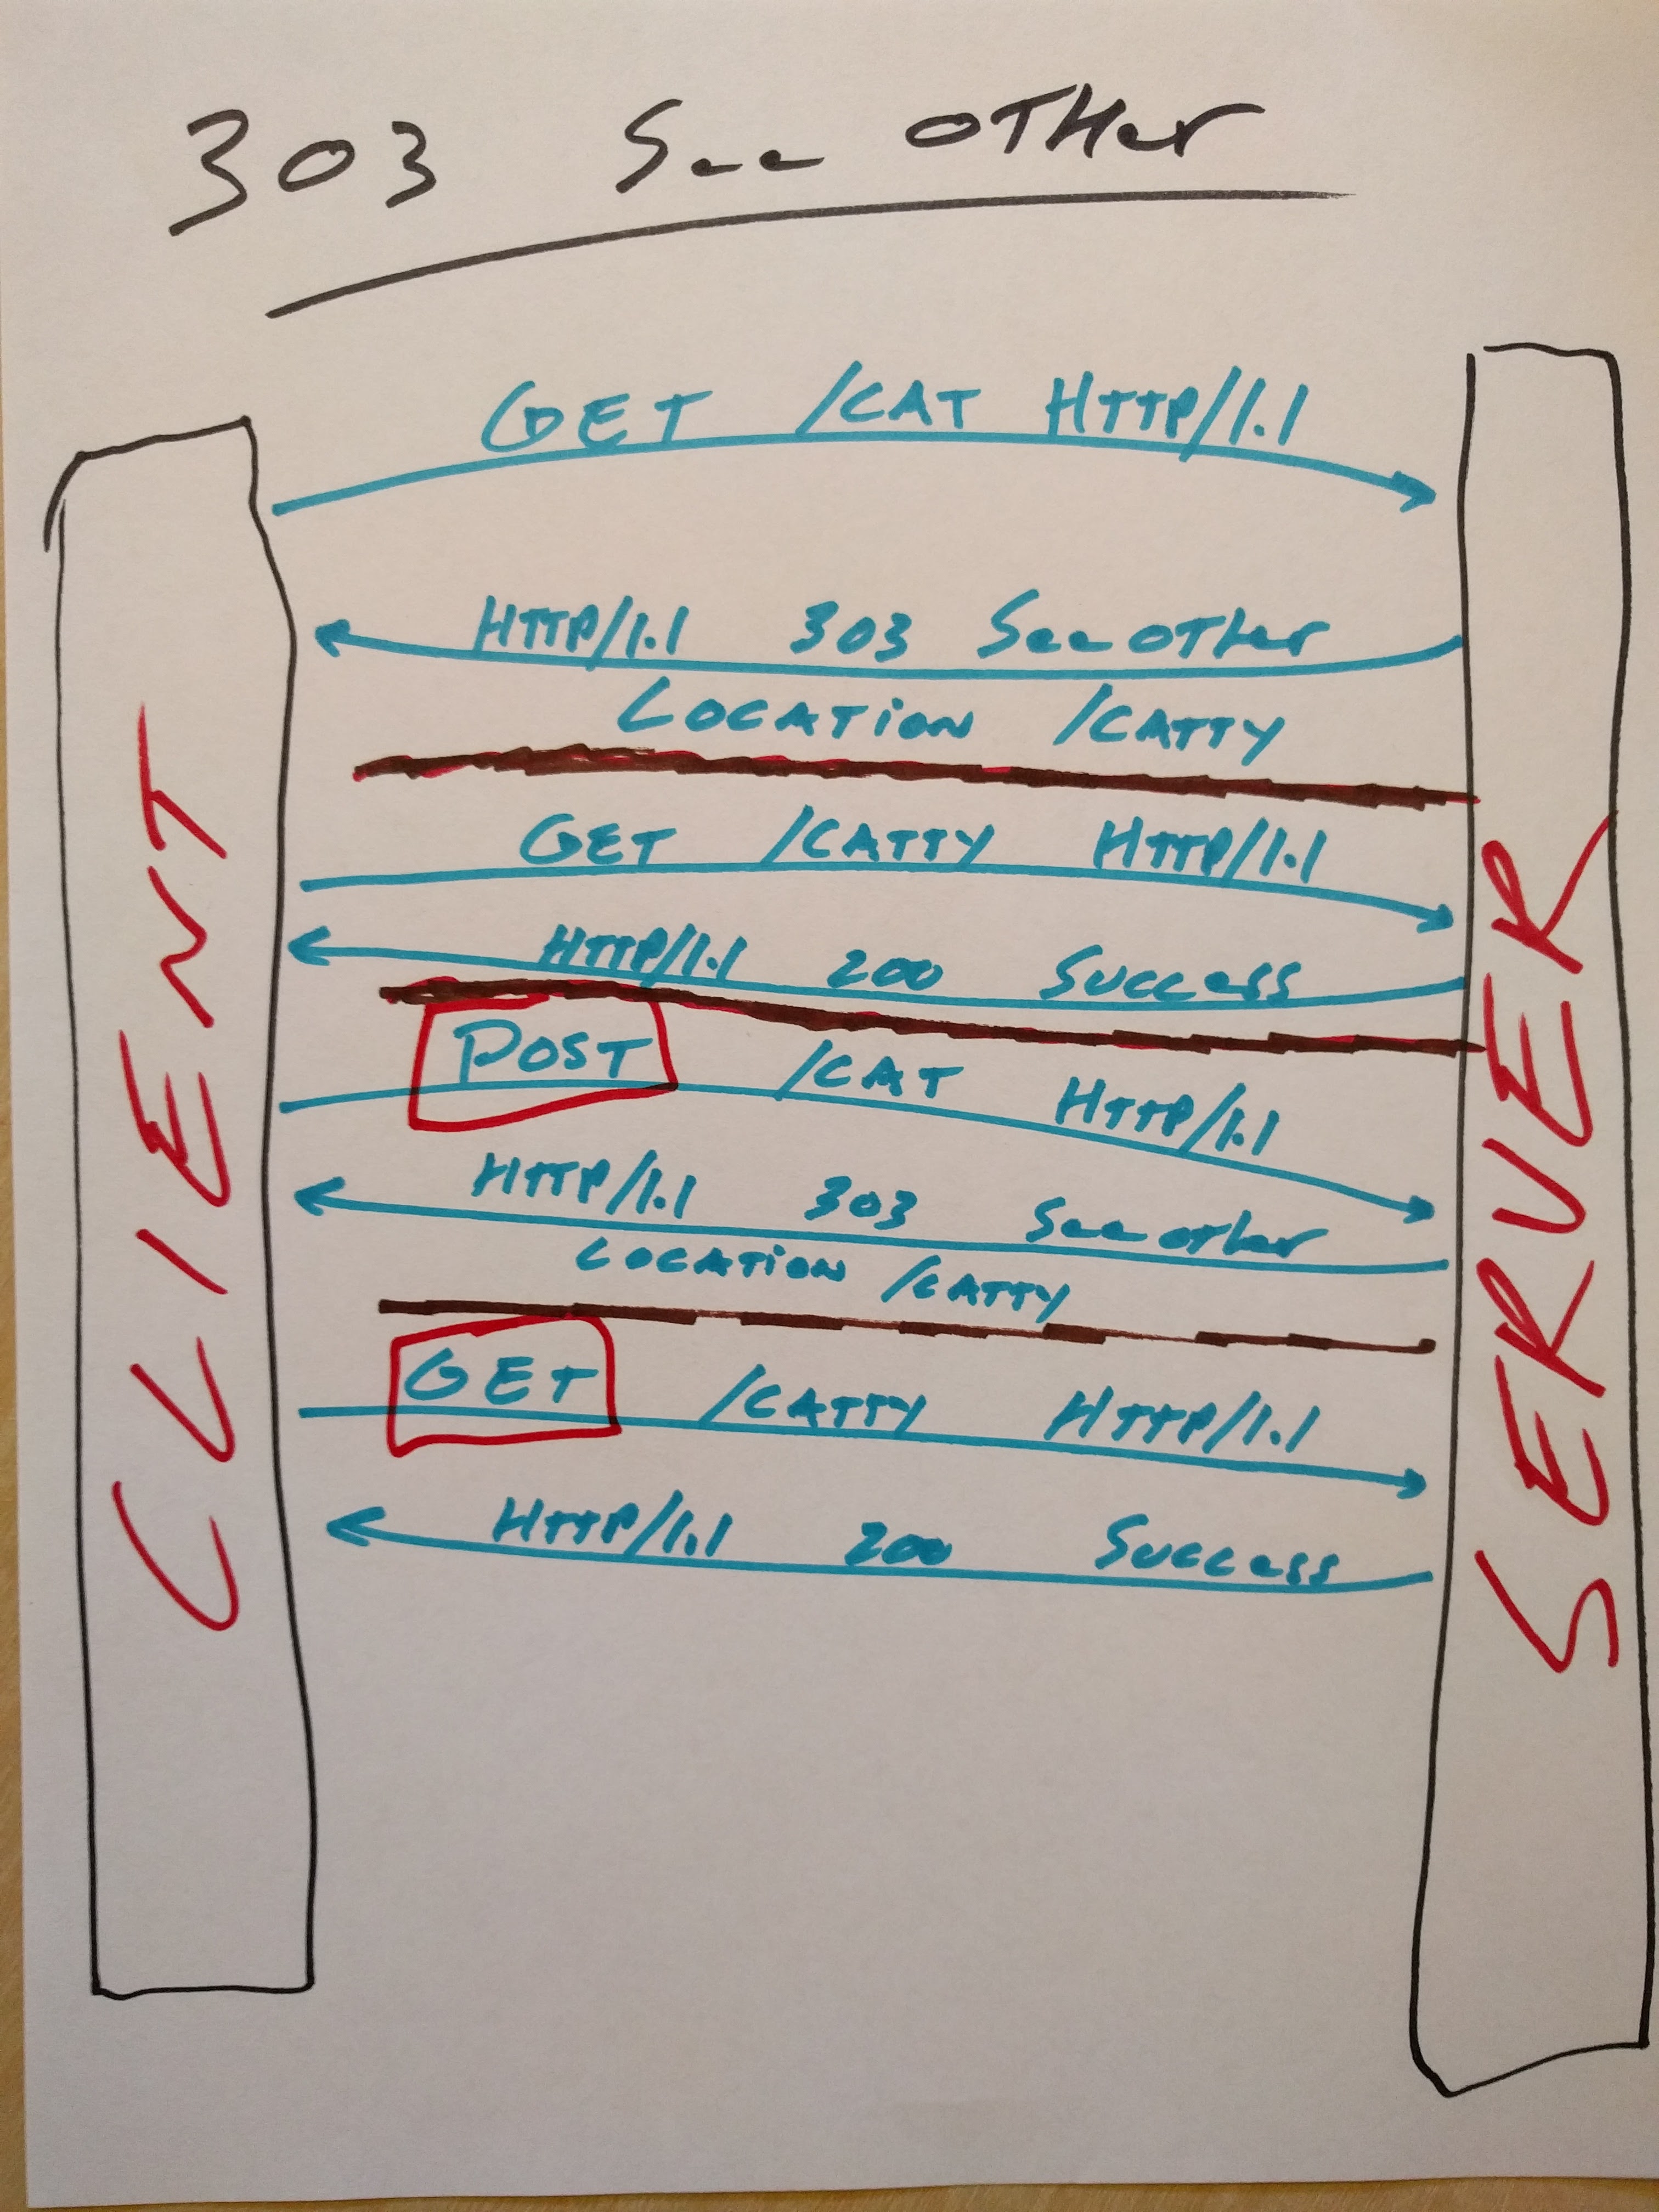 303 See OTHer
GET /CAT HTTP/1.1
HTTP/1.1 303 See OTher
LOCATiON /CATTY
GET /CATTY HTTP/1.1
HTTP/1.1 200 Success
POST /CAT HTTP/1.1
HTTP/1.1 303 See other
LOCATiON /CATTY
GET /CATTY HTTP/1.1
HTTP/1.1 200 Success
CLIENT
SERVER